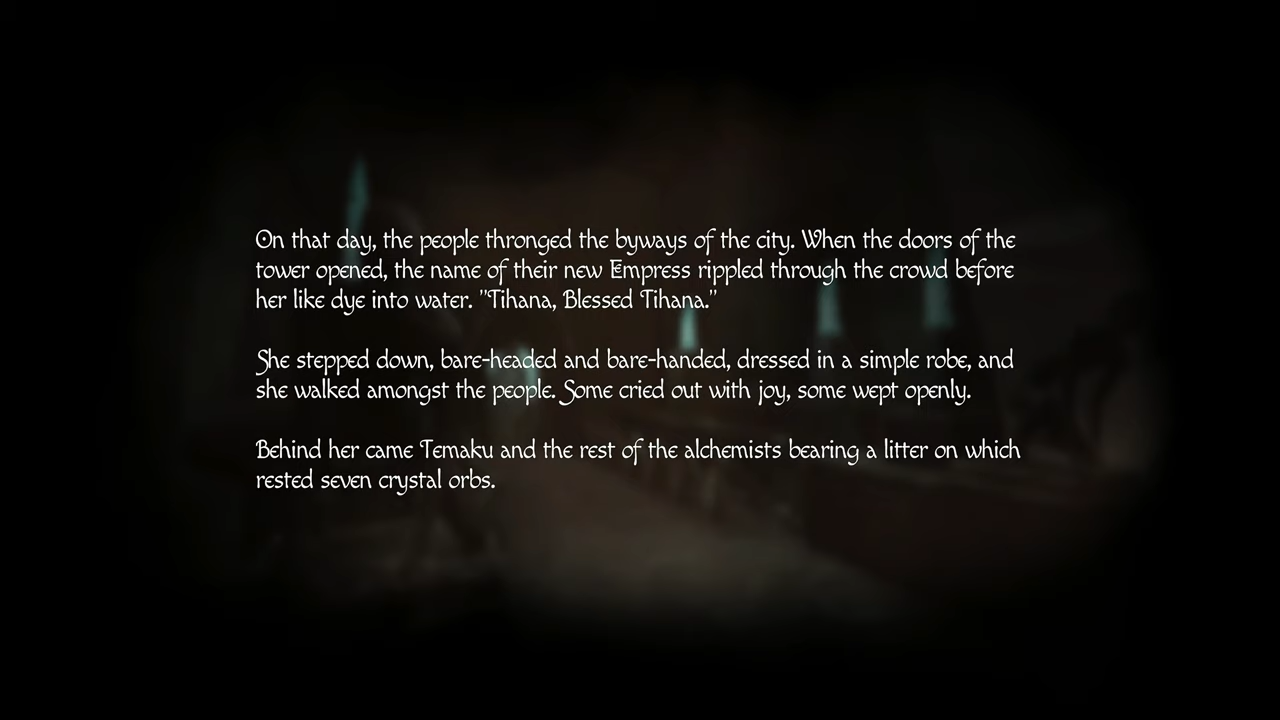 On that day, the people thronged the byways of the city. When the doors of the
tower opened, the name of their new Empress rippled through the crowd before
her like dye into water. "Tihana, Blessed Tihana."
She stepped down, bare-headed and bare-handed, dressed in a simple robe, and
she walked amongst the people. Some cried out with joy, some wept openly.
Behind her came Temaku and the rest of the alchemists bearing a litter on which
rested seven crystal orbs.